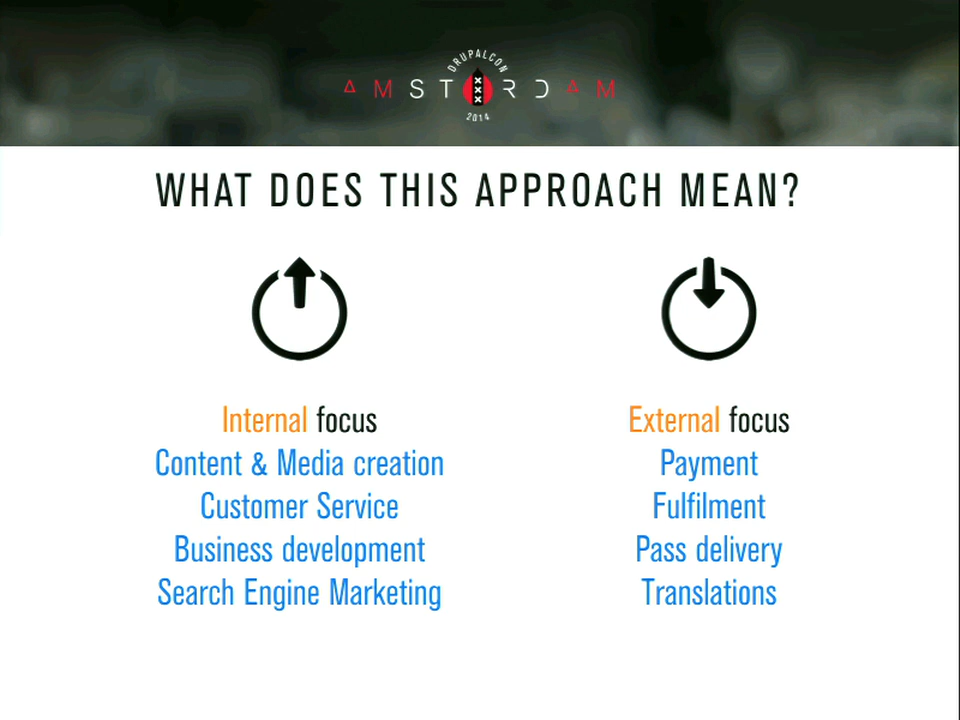 DRUPALCON
AMSTERDAM
2014
WHAT DOES THIS APPROACH MEAN?
Internal focus
Content & Media creation
Customer Service
Business development
Search Engine Marketing
External focus
Payment
Fulfilment
Pass delivery
Translations